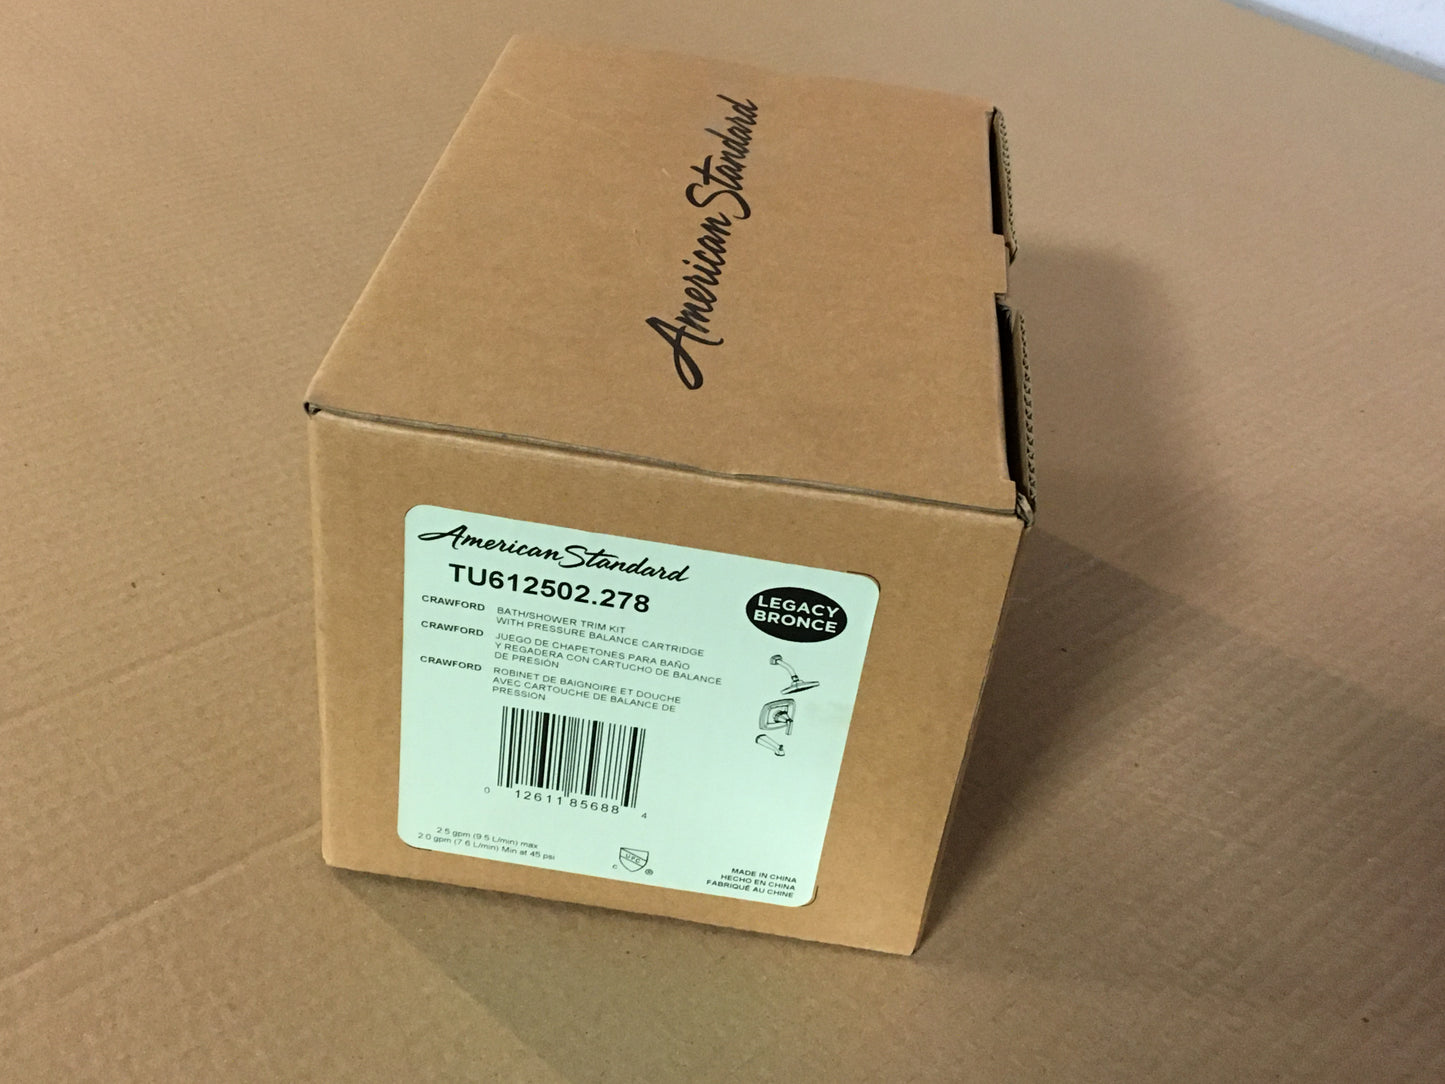 American Standard
American Standard
TU612502.278
LEGACY
BRONCE
CRAWFORD BATH/SHOWER TRIM KIT
WITH PRESSURE BALANCE CARTRIDGE
CRAWFORD JUEGO DE CHAPETONES PARA BAÑO
Y REGADERA CON CARTUCHO DE BALANCE
DE PRESIÓN
CRAWFORD ROBINET DE BAIGNOIRE ET DOUCHE
AVEC CARTOUCHE DE BALANCE DE
PRESSION
0 12611 85688 4
2.5 gpm (9.5 L/min) max
2.0 gpm (7.6 L/min) Min at 45 psi
c UPC ®
MADE IN CHINA
HECHO EN CHINA
FABRIQUÉ AU CHINE